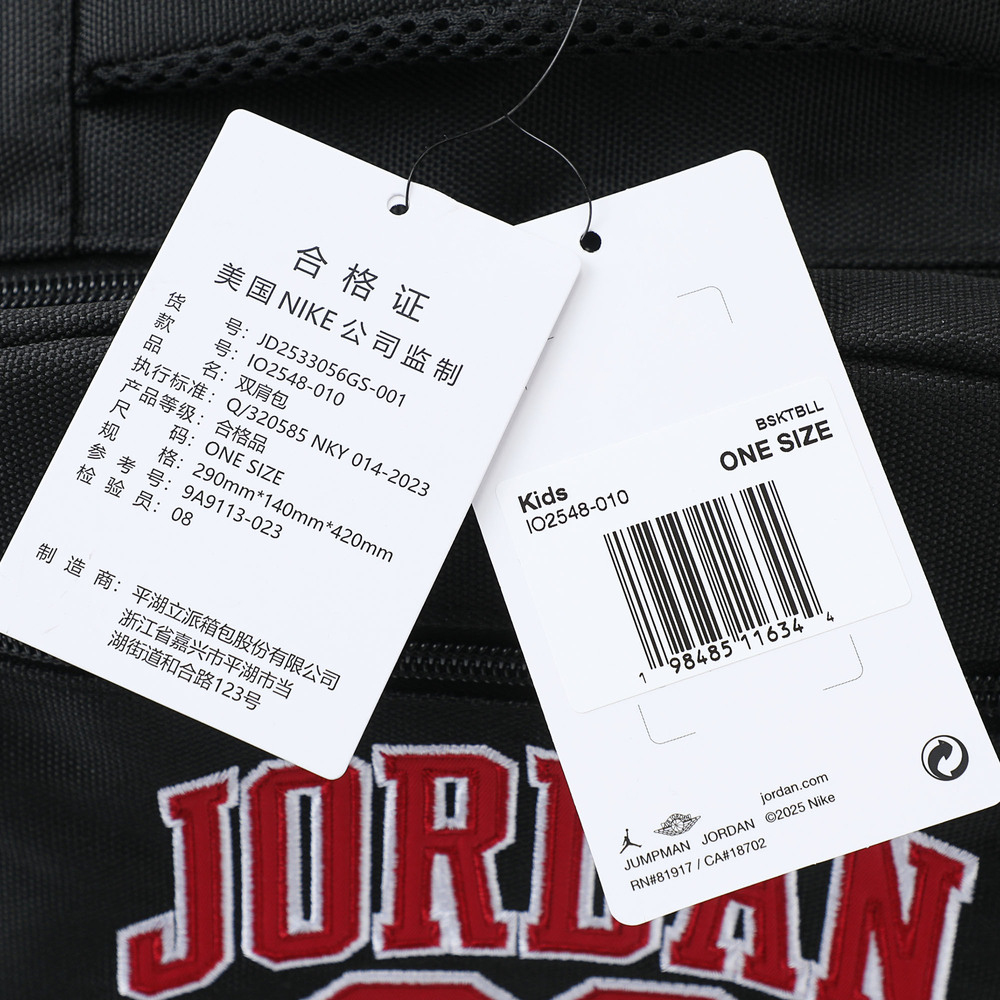 合格证
美国NIKE公司监制
货号：JD2533056GS-001
款号：IO2548-010
品名：双肩包
执行标准：Q/320585 NKY 014-2023
产品等级：合格品
尺码：ONE SIZE
规格：290mm*140mm*420mm
参考号：9A9113-023
检验员：08
制造商：平湖立派箱包股份有限公司
浙江省嘉兴市平湖市当
湖街道和合路123号
BSKTBLL
ONE SIZE
Kids
IO2548-010
1 98485 11634 4
jordan.com
JUMPMAN JORDAN ©2025 Nike
RN#81917 / CA#18702
JORDAN